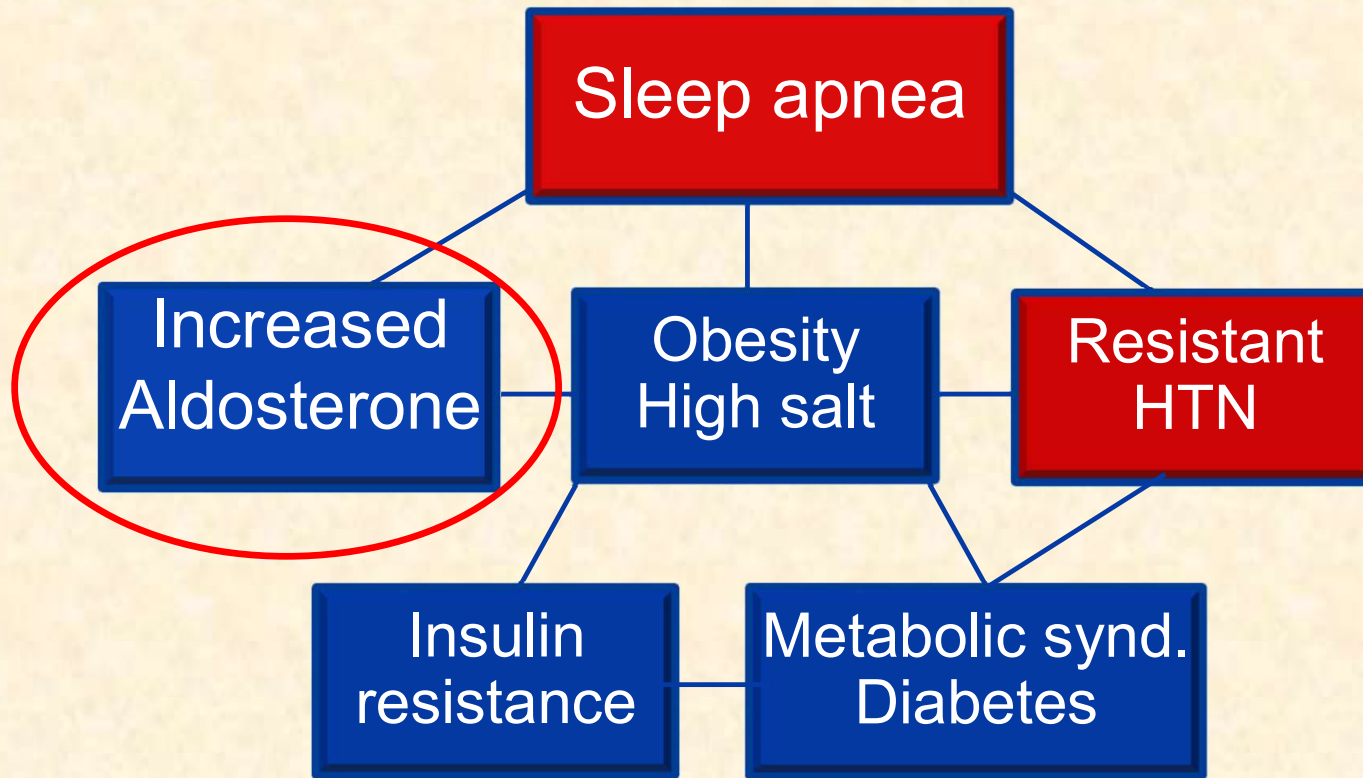 Sleep apnea
Increased
Aldosterone
Obesity
High salt
Resistant
HTN
Insulin
resistance
Metabolic synd.
Diabetes